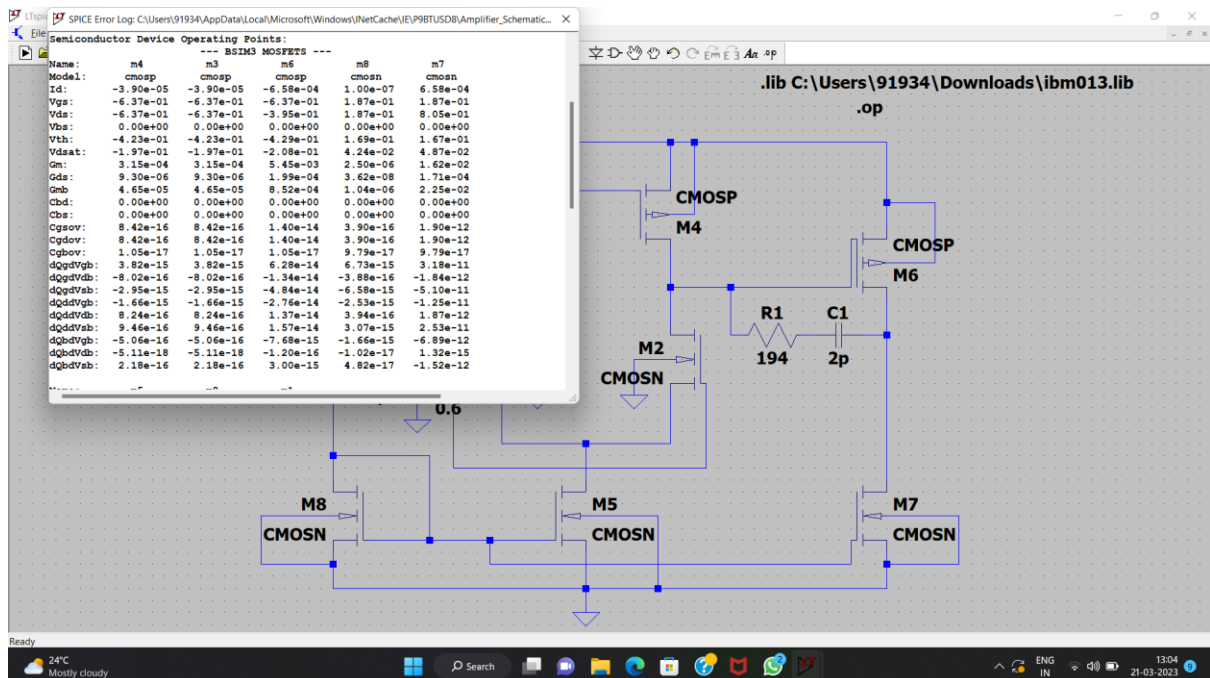 LTspi
SPICE Error Log: C:\Users\91934\AppData\Local\Microsoft\Windows\INetCache\IE\P9BTUSD8\Amplifier_Schematic...
File
Semiconductor Device Operating Points:
--- BSIM3 MOSFETS ---
Name: m4 m3 m6 m8 m7
Model: cmosp cmosp cmosp cmosn cmosn
Id: -3.90e-05 -3.90e-05 -6.58e-04 1.00e-07 6.58e-04
Vgs: -6.37e-01 -6.37e-01 -6.37e-01 1.87e-01 1.87e-01
Vds: -6.37e-01 -6.37e-01 -3.95e-01 1.87e-01 8.05e-01
Vbs: 0.00e+00 0.00e+00 0.00e+00 0.00e+00 0.00e+00
Vth: -4.23e-01 -4.23e-01 -4.29e-01 1.69e-01 1.67e-01
Vdsat: -1.97e-01 -1.97e-01 -2.08e-01 4.24e-02 4.87e-02
Gm: 3.15e-04 3.15e-04 5.45e-03 2.50e-06 1.62e-02
Gds: 9.30e-06 9.30e-06 1.99e-04 3.62e-08 1.71e-04
Gmb 4.65e-05 4.65e-05 8.52e-04 1.04e-06 2.25e-02
Cbd: 0.00e+00 0.00e+00 0.00e+00 0.00e+00 0.00e+00
Cbs: 0.00e+00 0.00e+00 0.00e+00 0.00e+00 0.00e+00
Cgsov: 8.42e-16 8.42e-16 1.40e-14 3.90e-16 1.90e-12
Cgdov: 8.42e-16 8.42e-16 1.40e-14 3.90e-16 1.90e-12
Cgbov: 1.05e-17 1.05e-17 1.05e-17 9.79e-17 9.79e-17
dQgdVgb: 3.82e-15 3.82e-15 6.28e-14 6.73e-15 3.18e-11
dQgdVdb: -8.02e-16 -8.02e-16 -1.34e-14 -3.88e-16 -1.84e-12
dQgdVsb: -2.95e-15 -2.95e-15 -4.84e-14 -6.58e-15 -5.10e-11
dQddVgb: -1.66e-15 -1.66e-15 -2.76e-14 -2.53e-15 -1.25e-11
dQddVdb: 8.24e-16 8.24e-16 1.37e-14 3.94e-16 1.87e-12
dQddVsb: 9.46e-16 9.46e-16 1.57e-14 3.07e-15 2.53e-11
dQbdVgb: -5.06e-16 -5.06e-16 -7.68e-15 -1.66e-15 -6.89e-12
dQbdVdb: -5.11e-18 -5.11e-18 -1.20e-16 -1.02e-17 1.32e-15
dQbdVsb: 2.18e-16 2.18e-16 3.00e-15 4.82e-17 -1.52e-12
Aa .op
.lib C:\Users\91934\Downloads\ibm013.lib
.op
CMOSP
M4
CMOSP
M6
R1 C1
194 2p
M2
CMOSN
0.6
M8 M5 M7
CMOSN CMOSN CMOSN
Ready
24°C
Mostly cloudy
Search
2
ENG
IN
13:04
21-03-2023
9